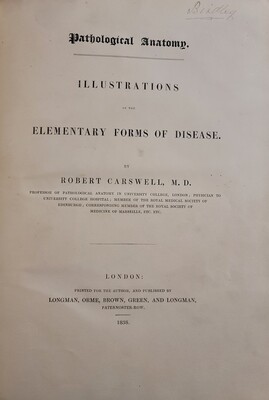 Pathological Anatomy.
ILLUSTRATIONS
OF THE
ELEMENTARY FORMS OF DISEASE.
BY
ROBERT CARSWELL, M. D.
PROFESSOR OF PATHOLOGICAL ANATOMY IN UNIVERSITY COLLEGE, LONDON; PHYSICIAN TO
UNIVERSITY COLLEGE HOSPITAL; MEMBER OF THE ROYAL MEDICAL SOCIETY OF
EDINBURGH; CORRESPONDING MEMBER OF THE ROYAL SOCIETY OF
MEDICINE OF MARSEILLE, ETC. ETC.
LONDON:
PRINTED FOR THE AUTHOR, AND PUBLISHED BY
LONGMAN, ORME, BROWN, GREEN, AND LONGMAN,
PATERNOSTER-ROW.
1838.